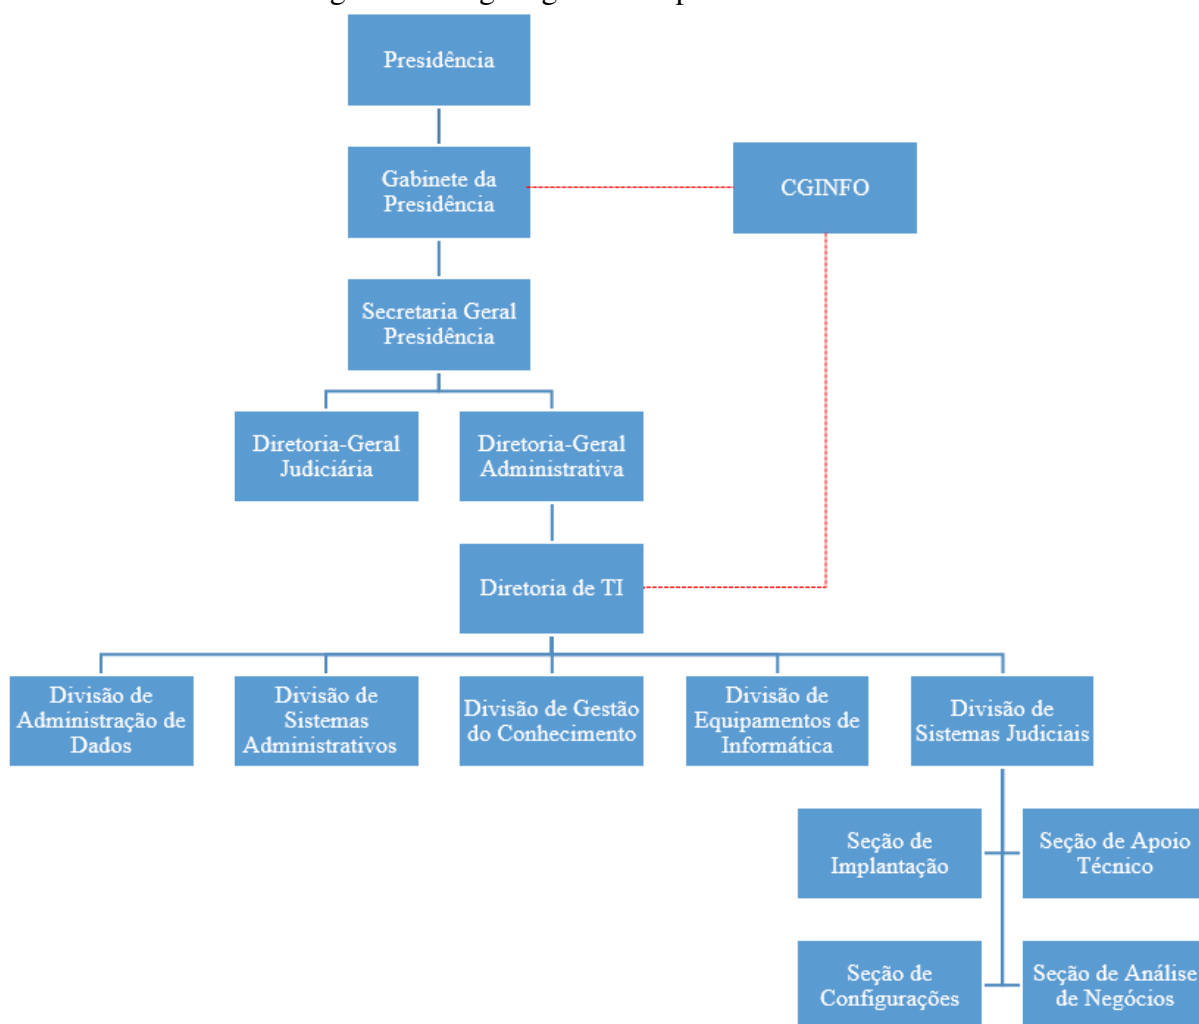 Presidência
Gabinete da
Presidência
CGINFO
Secretaria Geral
Presidência
Diretoria-Geral
Judiciária
Diretoria-Geral
Administrativa
Diretoria de TI
Divisão de
Administração de
Dados
Divisão de
Sistemas
Administrativos
Divisão de Gestão
do Conhecimento
Divisão de
Equipamentos de
Informática
Divisão de
Sistemas Judiciais
Seção de
Implantação
Seção de Apoio
Técnico
Seção de
Configurações
Seção de Análise
de Negócios